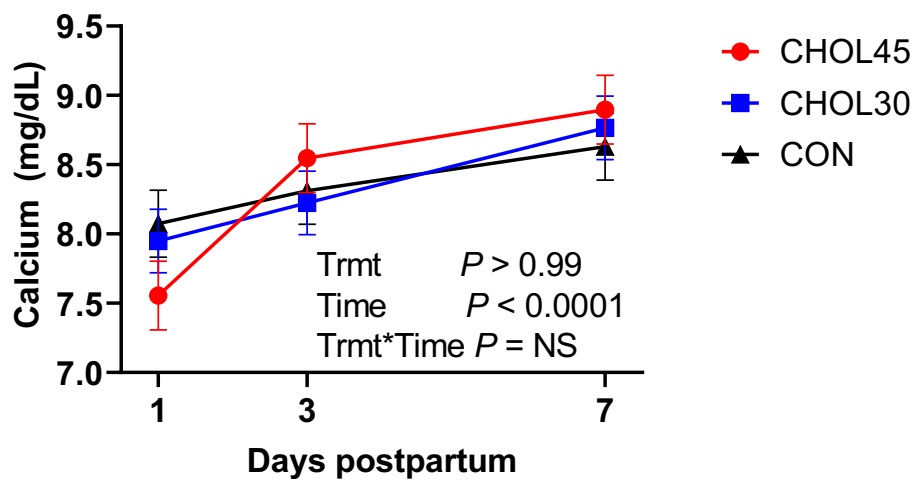 9.5
9.0
8.5
8.0
7.5
7.0
Calcium (mg/dL)
CHOL45
CHOL30
CON
Trmt P > 0.99
Time P < 0.0001
Trmt*Time P = NS
1 3 7
Days postpartum